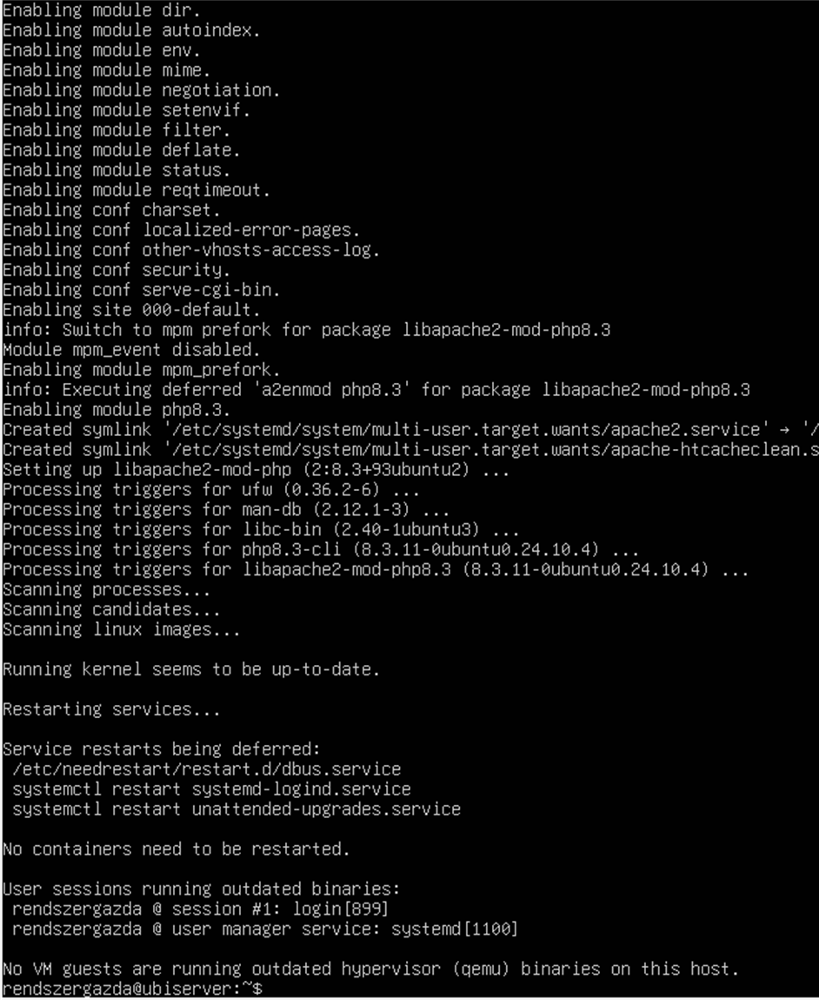 Enabling module dir.
Enabling module autoindex.
Enabling module env.
Enabling module mime.
Enabling module negotiation.
Enabling module setenvif.
Enabling module filter.
Enabling module deflate.
Enabling module status.
Enabling module reqtimeout.
Enabling conf charset.
Enabling conf localized-error-pages.
Enabling conf other-vhosts-access-log.
Enabling conf security.
Enabling conf serve-cgi-bin.
Enabling site 000-default.
info: Switch to mpm prefork for package libapache2-mod-php8.3
Module mpm_event disabled.
Enabling module mpm_prefork.
info: Executing deferred 'a2enmod php8.3' for package libapache2-mod-php8.3
Enabling module php8.3.
Created symlink '/etc/systemd/system/multi-user.target.wants/apache2.service' → '/
Created symlink '/etc/systemd/system/multi-user.target.wants/apache-htcacheclean.s
Setting up libapache2-mod-php (2:8.3+93ubuntu2) ...
Processing triggers for ufw (0.36.2-6) ...
Processing triggers for man-db (2.12.1-3) ...
Processing triggers for libc-bin (2.40-1ubuntu3) ...
Processing triggers for php8.3-cli (8.3.11-0ubuntu0.24.10.4) ...
Processing triggers for libapache2-mod-php8.3 (8.3.11-0ubuntu0.24.10.4) ...
Scanning processes...
Scanning candidates...
Scanning linux images...
Running kernel seems to be up-to-date.
Restarting services...
Service restarts being deferred:
/etc/needrestart/restart.d/dbus.service
systemctl restart systemd-logind.service
systemctl restart unattended-upgrades.service
No containers need to be restarted.
User sessions running outdated binaries:
rendszergazda @ session #1: login[899]
rendszergazda @ user manager service: systemd[1100]
No VM guests are running outdated hypervisor (qemu) binaries on this host.
rendszergazda@ubiserver:~$